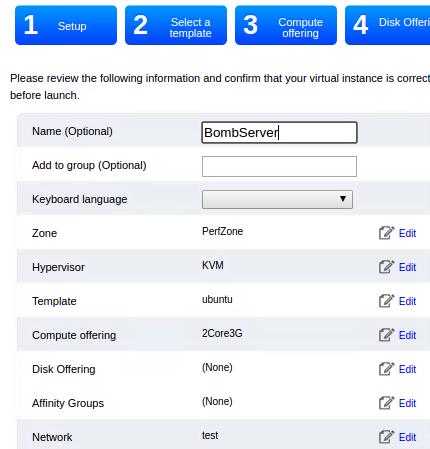 1 Setup 2 Select a template 3 Compute offering 4 Disk Offeri
Please review the following information and confirm that your virtual instance is correct
before launch.
Name (Optional) BombServer
Add to group (Optional)
Keyboard language
Zone PerfZone Edit
Hypervisor KVM Edit
Template ubuntu Edit
Compute offering 2Core3G Edit
Disk Offering (None) Edit
Affinity Groups (None) Edit
Network test Edit